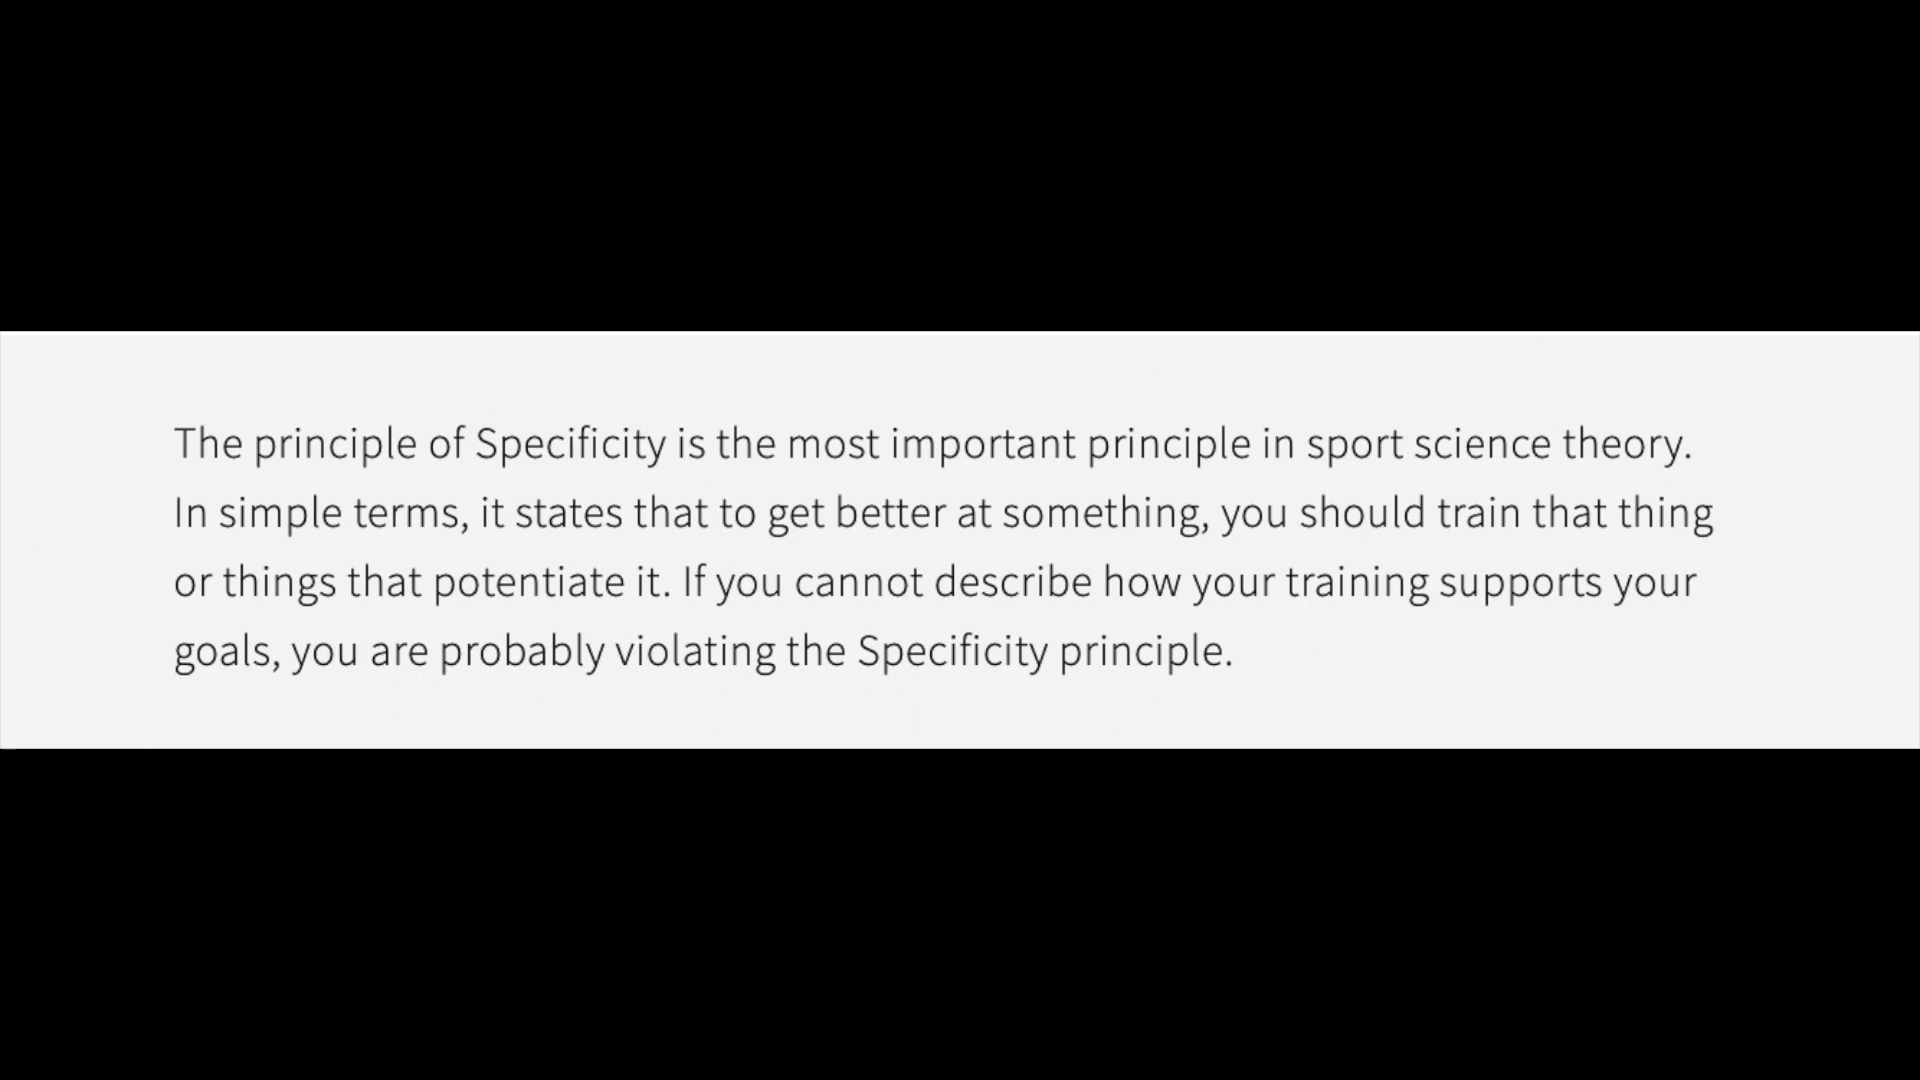 The principle of Specificity is the most important principle in sport science theory.
In simple terms, it states that to get better at something, you should train that thing
or things that potentiate it. If you cannot describe how your training supports your
goals, you are probably violating the Specificity principle.